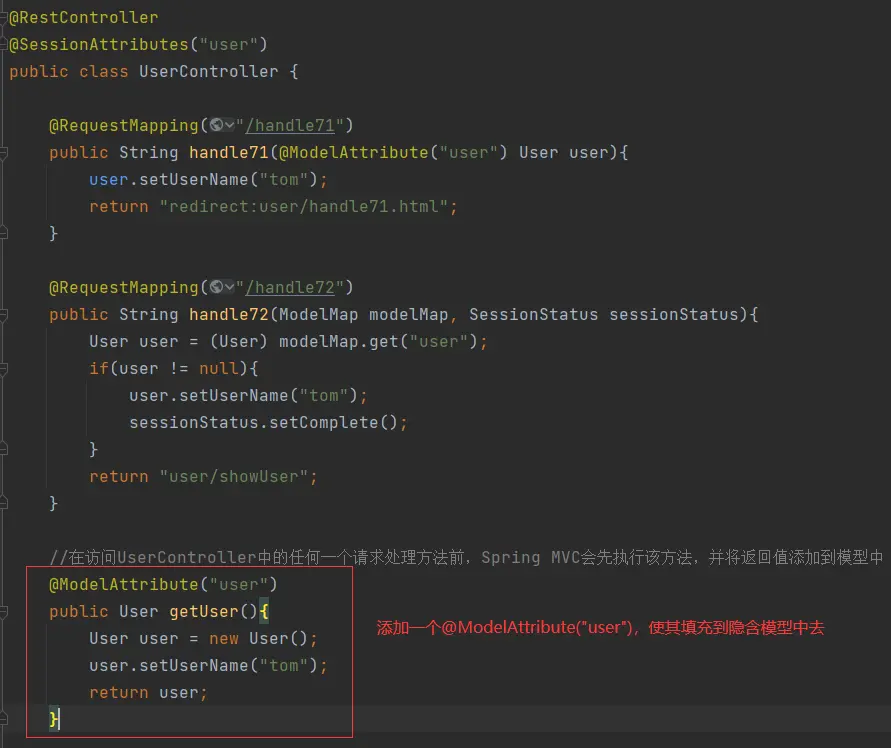 @RestController
@SessionAttributes("user")
public class UserController {
@RequestMapping("/handle71")
public String handle71(@ModelAttribute("user") User user){
user.setUserName("tom");
return "redirect:user/handle71.html";
}
@RequestMapping("/handle72")
public String handle72(ModelMap modelMap, SessionStatus sessionStatus){
User user = (User) modelMap.get("user");
if(user != null){
user.setUserName("tom");
sessionStatus.setComplete();
}
return "user/showUser";
}
//在访问UserController中的任何一个请求处理方法前，Spring MVC会先执行该方法，并将返回值添加到模型中
@ModelAttribute("user")
public User getUser(){
添加一个@ModelAttribute("user")，使其填充到隐含模型中去
User user = new User();
user.setUserName("tom");
return user;
}